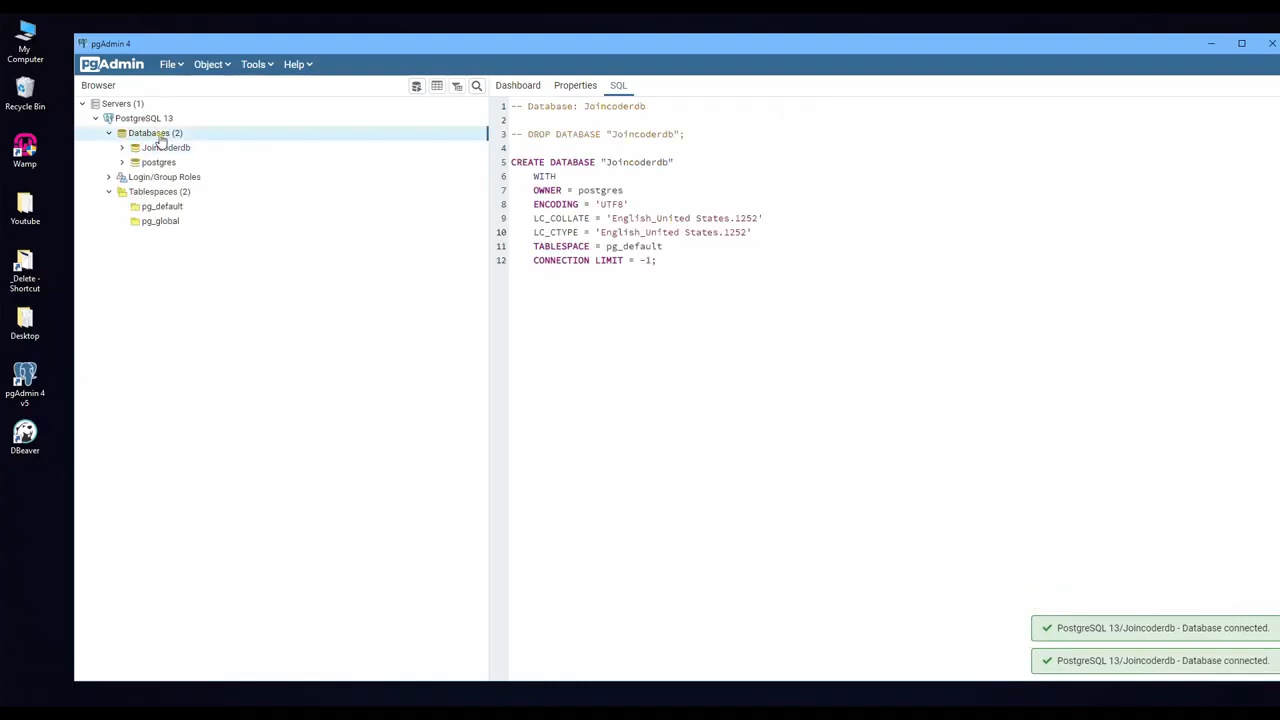 My
Computer
Recycle Bin
Wamp
Youtube
_Delete -
Shortcut
Desktop
pgAdmin 4
v5
DBeaver
pgAdmin 4
pgAdmin
File
Object
Tools
Help
Browser
Servers (1)
PostgreSQL 13
Databases (2)
Joincoderdb
postgres
Login/Group Roles
Tablespaces (2)
pg_default
pg_global
Dashboard Properties SQL
1 -- Database: Joincoderdb
2
3 -- DROP DATABASE "Joincoderdb";
4
5 CREATE DATABASE "Joincoderdb"
6 WITH
7 OWNER = postgres
8 ENCODING = 'UTF8'
9 LC_COLLATE = 'English_United States.1252'
10 LC_CTYPE = 'English_United States.1252'
11 TABLESPACE = pg_default
12 CONNECTION LIMIT = -1;
PostgreSQL 13/Joincoderdb - Database connected.
PostgreSQL 13/Joincoderdb - Database connected.